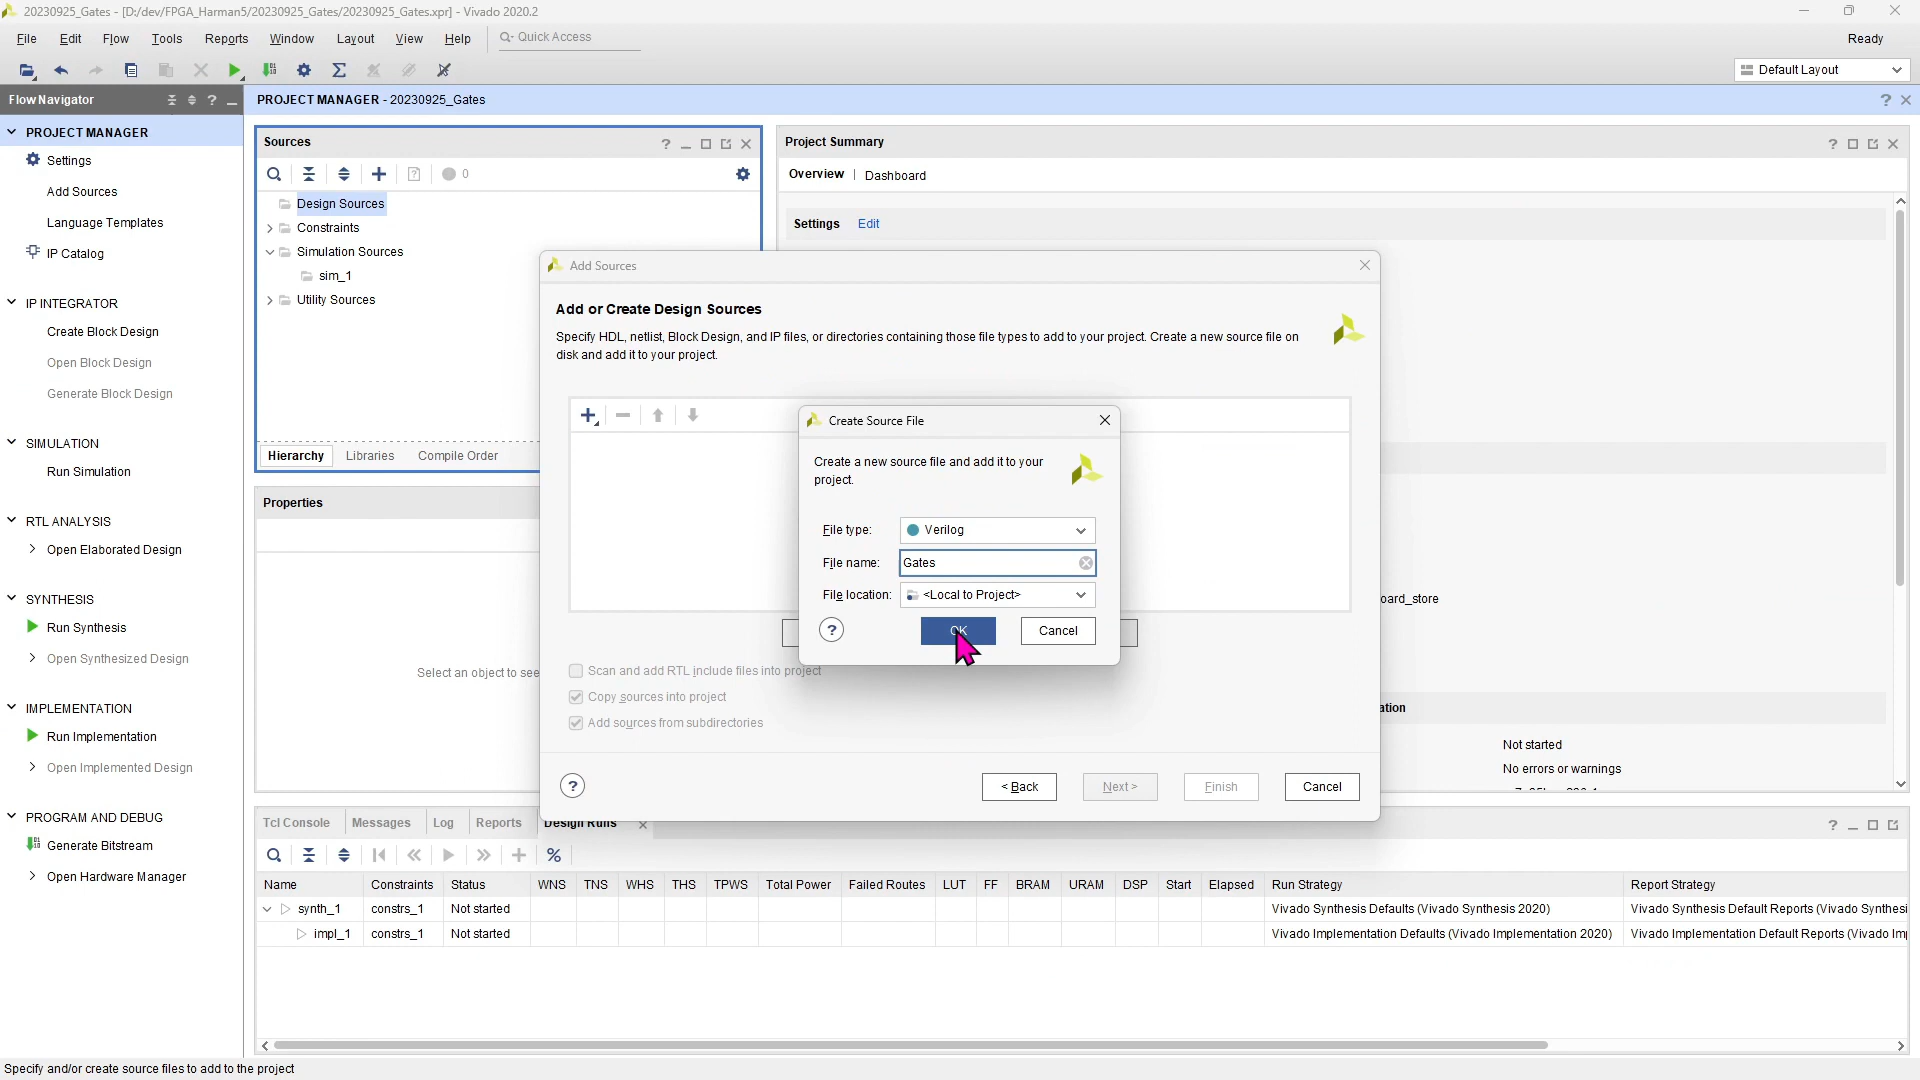 20230925_Gates - [D:/dev/FPGA_Harman5/20230925_Gates/20230925_Gates.xpr] - Vivado 2020.2
File Edit Flow Tools Reports Window Layout View Help Quick Access Ready
Default Layout
Flow Navigator
PROJECT MANAGER - 20230925_Gates
PROJECT MANAGER
Settings
Add Sources
Language Templates
IP Catalog
IP INTEGRATOR
Create Block Design
Open Block Design
Generate Block Design
SIMULATION
Run Simulation
RTL ANALYSIS
Open Elaborated Design
SYNTHESIS
Run Synthesis
Open Synthesized Design
IMPLEMENTATION
Run Implementation
Open Implemented Design
PROGRAM AND DEBUG
Generate Bitstream
Open Hardware Manager
Sources
0
Design Sources
Constraints
Simulation Sources
sim_1
Utility Sources
Hierarchy Libraries Compile Order
Properties
Select an object to see
Project Summary
Overview Dashboard
Settings Edit
oard_store
ation
Not started
No errors or warnings
Add Sources
Add or Create Design Sources
Specify HDL, netlist, Block Design, and IP files, or directories containing those file types to add to your project. Create a new source file on
disk and add it to your project.
Create Source File
Create a new source file and add it to your
project.
File type: Verilog
File name: Gates
File location: <Local to Project>
? OK Cancel
Scan and add RTL include files into project
Copy sources into project
Add sources from subdirectories
? < Back Next > Finish Cancel
Tcl Console Messages Log Reports Design Runs
Name Constraints Status WNS TNS WHS THS TPWS Total Power Failed Routes LUT FF BRAM URAM DSP Start Elapsed Run Strategy Report Strategy
synth_1 constrs_1 Not started Vivado Synthesis Defaults (Vivado Synthesis 2020) Vivado Synthesis Default Reports (Vivado Synthesi
impl_1 constrs_1 Not started Vivado Implementation Defaults (Vivado Implementation 2020) Vivado Implementation Default Reports (Vivado Im
Specify and/or create source files to add to the project